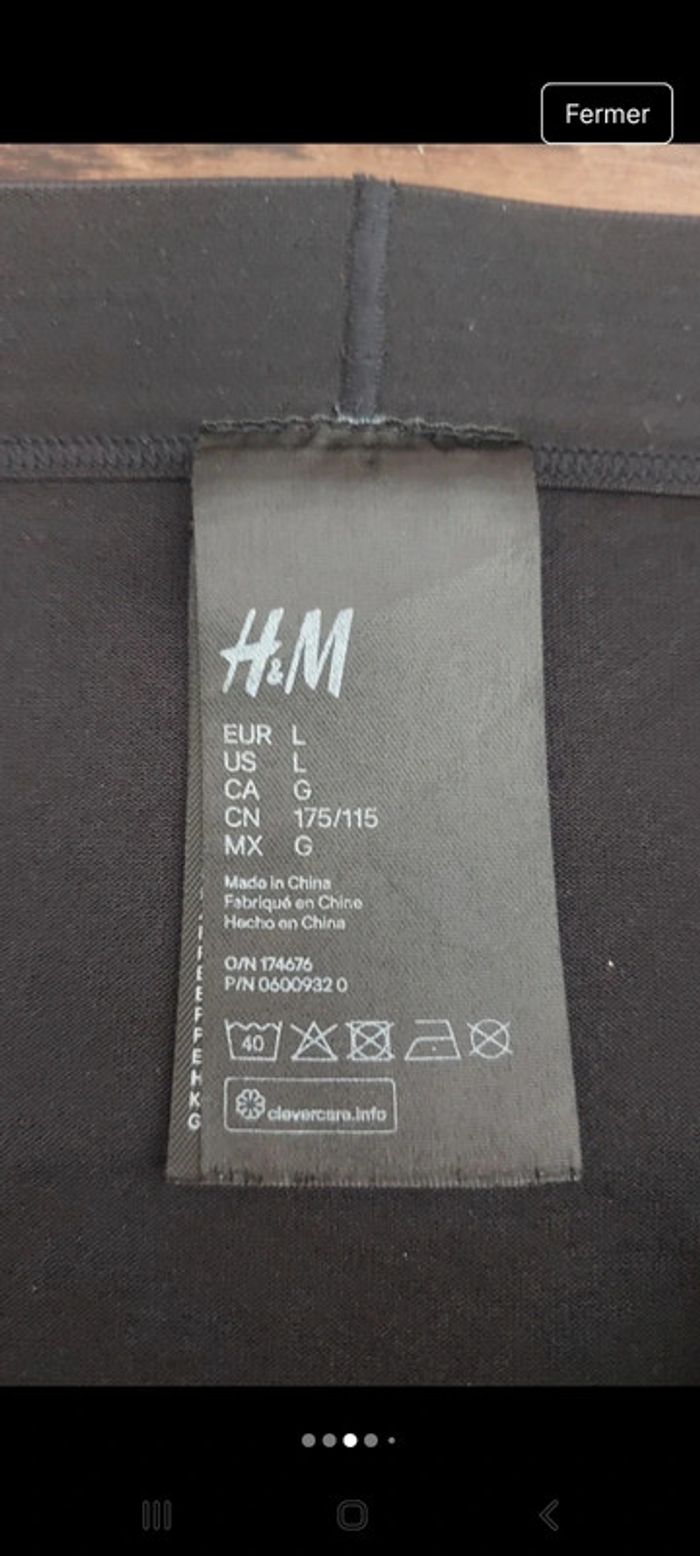 Fermer
H&M
EUR L
US L
CA G
CN 175/115
MX G
Made in China
Fabriqué en Chine
Hecho en China
O/N 174676
P/N 0600932 0
40
clevercare.info